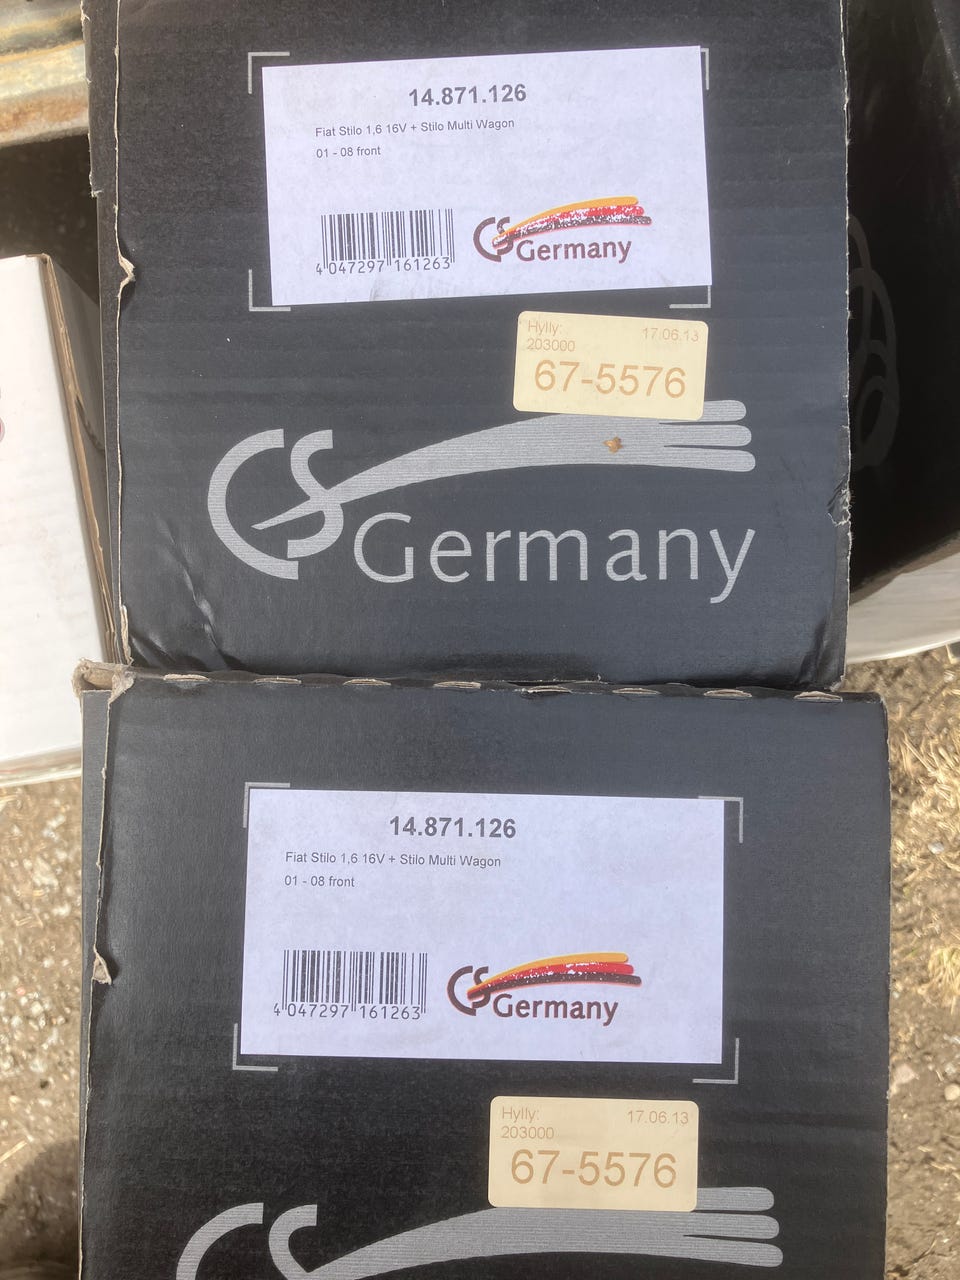 14.871.126
Fiat Stilo 1,6 16V + Stilo Multi Wagon
01 - 08 front
4 047297 161263
CS Germany
Hylly: 17.06.13
203000
67-5576
CS Germany
14.871.126
Fiat Stilo 1,6 16V + Stilo Multi Wagon
01 - 08 front
4 047297 161263
CS Germany
Hylly: 17.06.13
203000
67-5576
CS